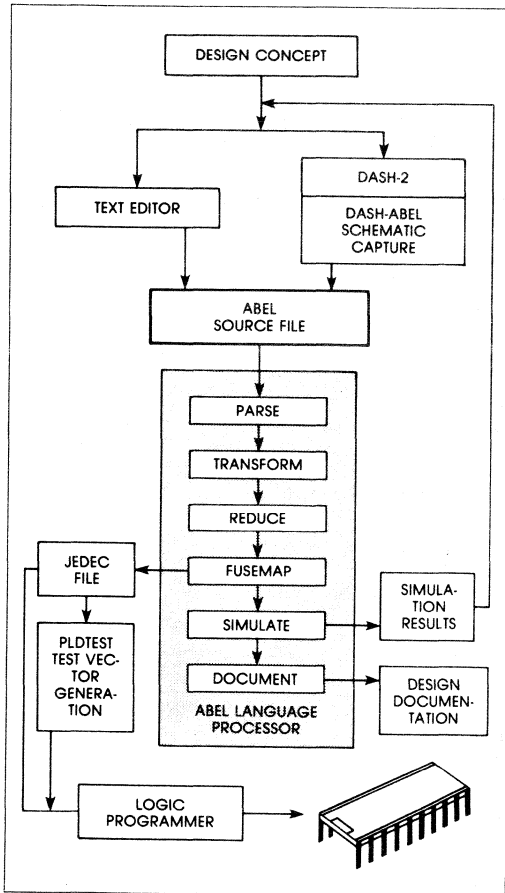 DESIGN CONCEPT
DASH-2
TEXT EDITOR
DASH-ABEL
SCHEMATIC
CAPTURE
ABEL
SOURCE FILE
PARSE
TRANSFORM
REDUCE
JEDEC
FILE
FUSEMAP
SIMULATE
SIMULA-
TION
RESULTS
PLDTEST
TEST VEC-
TOR
GENERA-
TION
DOCUMENT
DESIGN
DOCUMEN-
TATION
ABEL LANGUAGE
PROCESSOR
LOGIC
PROGRAMMER